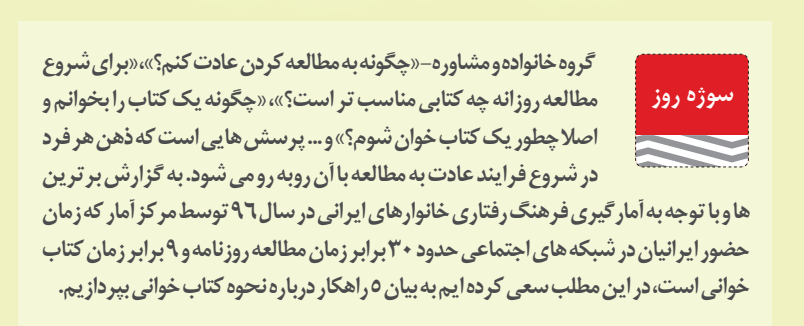 سوژه روز
گروه خانواده و مشاوره-«چگونه به مطالعه کردن عادت کنم؟»،«برای شروع
مطالعه روزانه چه کتابی مناسب تر است؟»،«چگونه یک کتاب را بخوانم و
اصلا چطور یک کتاب خوان شوم؟» و... پرسش هایی است که ذهن هر فرد
در شروع فرایند عادت به مطالعه با آن روبه رو می شود. به گزارش برترین
ها و با توجه به آمارگیری فرهنگ رفتاری خانوارهای ایرانی در سال ۹۶ توسط مرکز آمار که زمان
حضور ایرانیان در شبکه های اجتماعی حدود ۳۰ برابر زمان مطالعه روزنامه و ۹ برابر زمان کتاب
خوانی است، در این مطلب سعی کرده ایم به بیان ۵ راهکار درباره نحوه کتاب خوانی بپردازیم.